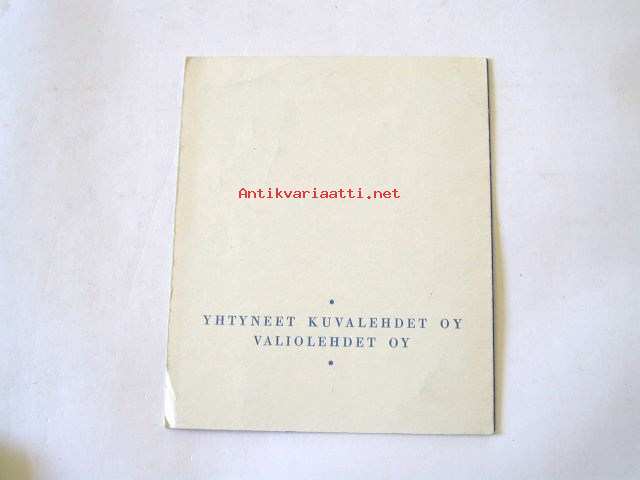 Antikvariaatti.net
YHTYNEET KUVALEHDET OY
VALIOLEHDET OY